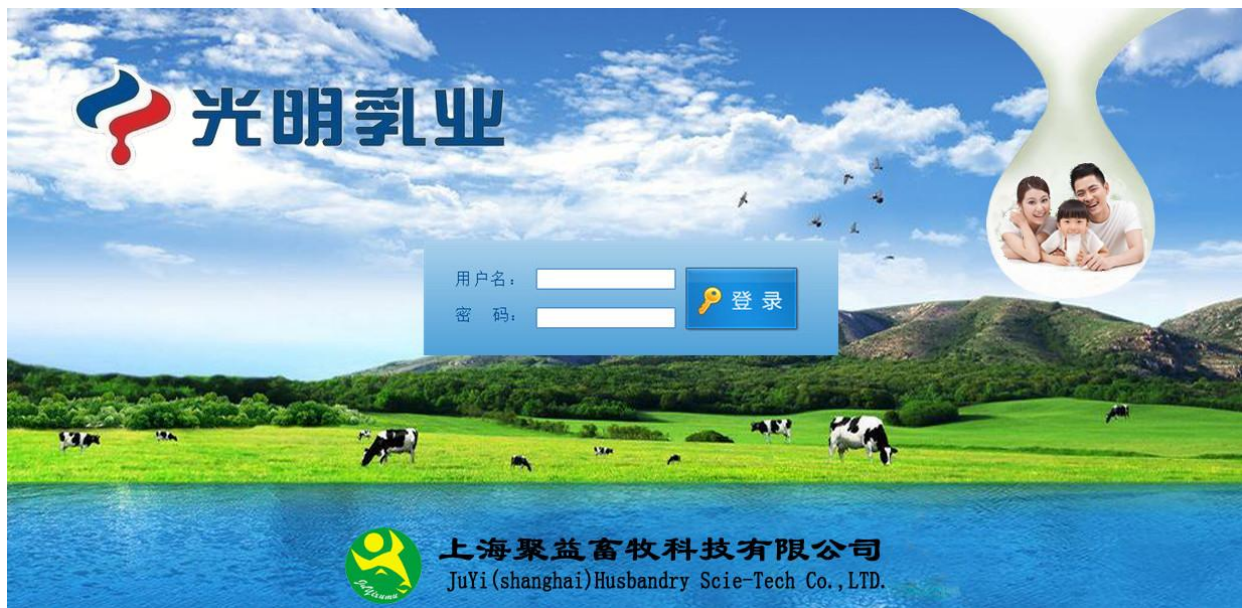 光明乳业
用户名：
登录
密 码：
上海聚益畜牧科技有限公司
JuYi(shanghai)Husbandry Scie-Tech Co.,LTD.